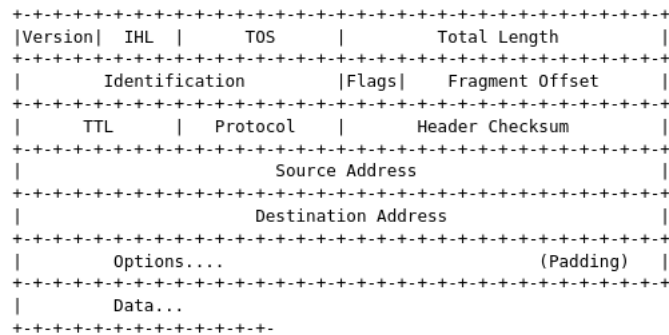 +-+-+-+-+-+-+-+-+-+-+-+-+-+-+-+-+-+-+-+-+-+-+-+-+-+-+-+-+-+-+-+-+
|Version|  IHL  |      TOS      |         Total Length          |
+-+-+-+-+-+-+-+-+-+-+-+-+-+-+-+-+-+-+-+-+-+-+-+-+-+-+-+-+-+-+-+-+
|        Identification         |Flags|    Fragment Offset      |
+-+-+-+-+-+-+-+-+-+-+-+-+-+-+-+-+-+-+-+-+-+-+-+-+-+-+-+-+-+-+-+-+
|      TTL      |   Protocol    |       Header Checksum         |
+-+-+-+-+-+-+-+-+-+-+-+-+-+-+-+-+-+-+-+-+-+-+-+-+-+-+-+-+-+-+-+-+
|                         Source Address                        |
+-+-+-+-+-+-+-+-+-+-+-+-+-+-+-+-+-+-+-+-+-+-+-+-+-+-+-+-+-+-+-+-+
|                       Destination Address                     |
+-+-+-+-+-+-+-+-+-+-+-+-+-+-+-+-+-+-+-+-+-+-+-+-+-+-+-+-+-+-+-+-+
|         Options....                               (Padding)   |
+-+-+-+-+-+-+-+-+-+-+-+-+-+-+-+-+-+-+-+-+-+-+-+-+-+-+-+-+-+-+-+-+
|         Data...
+-+-+-+-+-+-+-+-+-+-+-+-+-